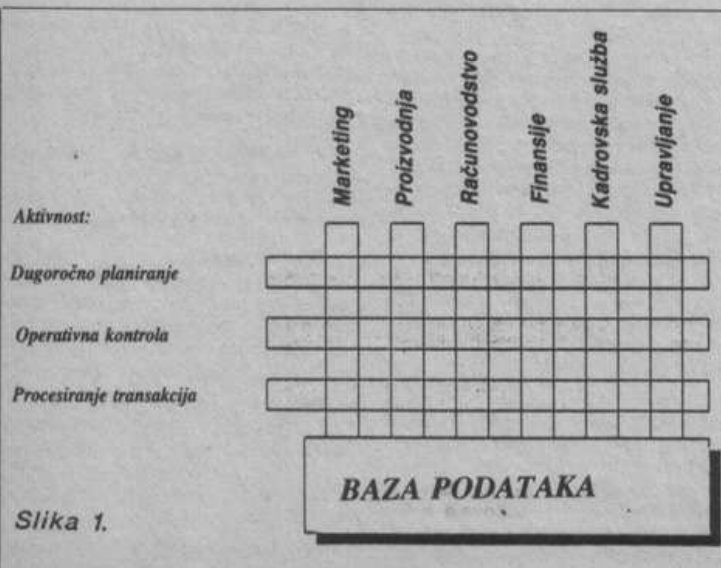 Marketing
Proizvodnja
Računovodstvo
Finansije
Kadrovska služba
Upravljanje
Aktivnost:
Dugoročno planiranje
Operativna kontrola
Procesiranje transakcija
BAZA PODATAKA
Slika 1.